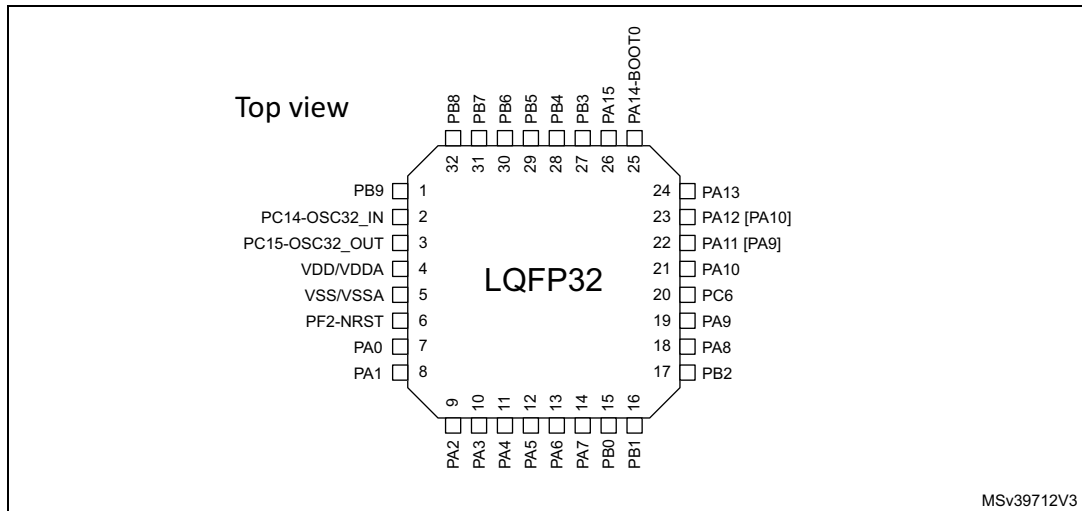 Top view
PB8
PB7
PB6
PB5
PB4
PB3
PA15
PA14-BOOT0
32
31
30
29
28
27
26
25
PB9 1
PC14-OSC32_IN 2
PC15-OSC32_OUT 3
VDD/VDDA 4
VSS/VSSA 5
PF2-NRST 6
PA0 7
PA1 8
LQFP32
24 PA13
23 PA12 [PA10]
22 PA11 [PA9]
21 PA10
20 PC6
19 PA9
18 PA8
17 PB2
9
10
11
12
13
14
15
16
PA2
PA3
PA4
PA5
PA6
PA7
PB0
PB1
MSv39712V3